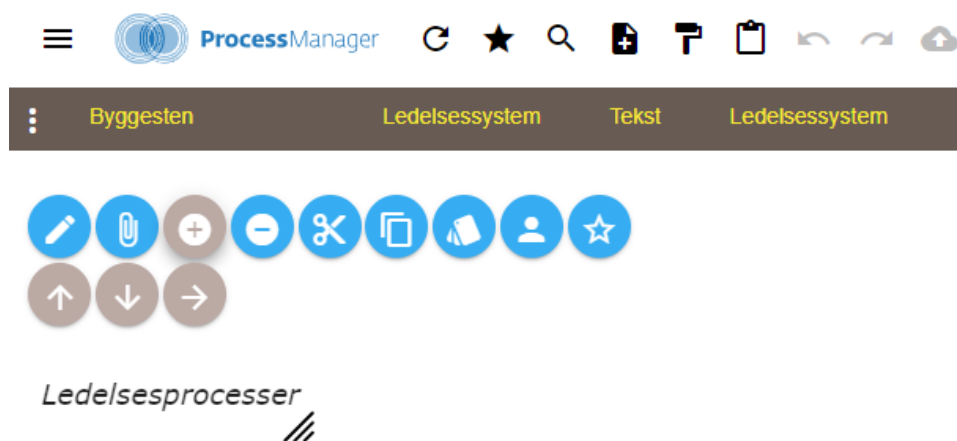 ProcessManager
Byggesten Ledelsessystem Tekst Ledelsessystem
Ledelsesprocesser